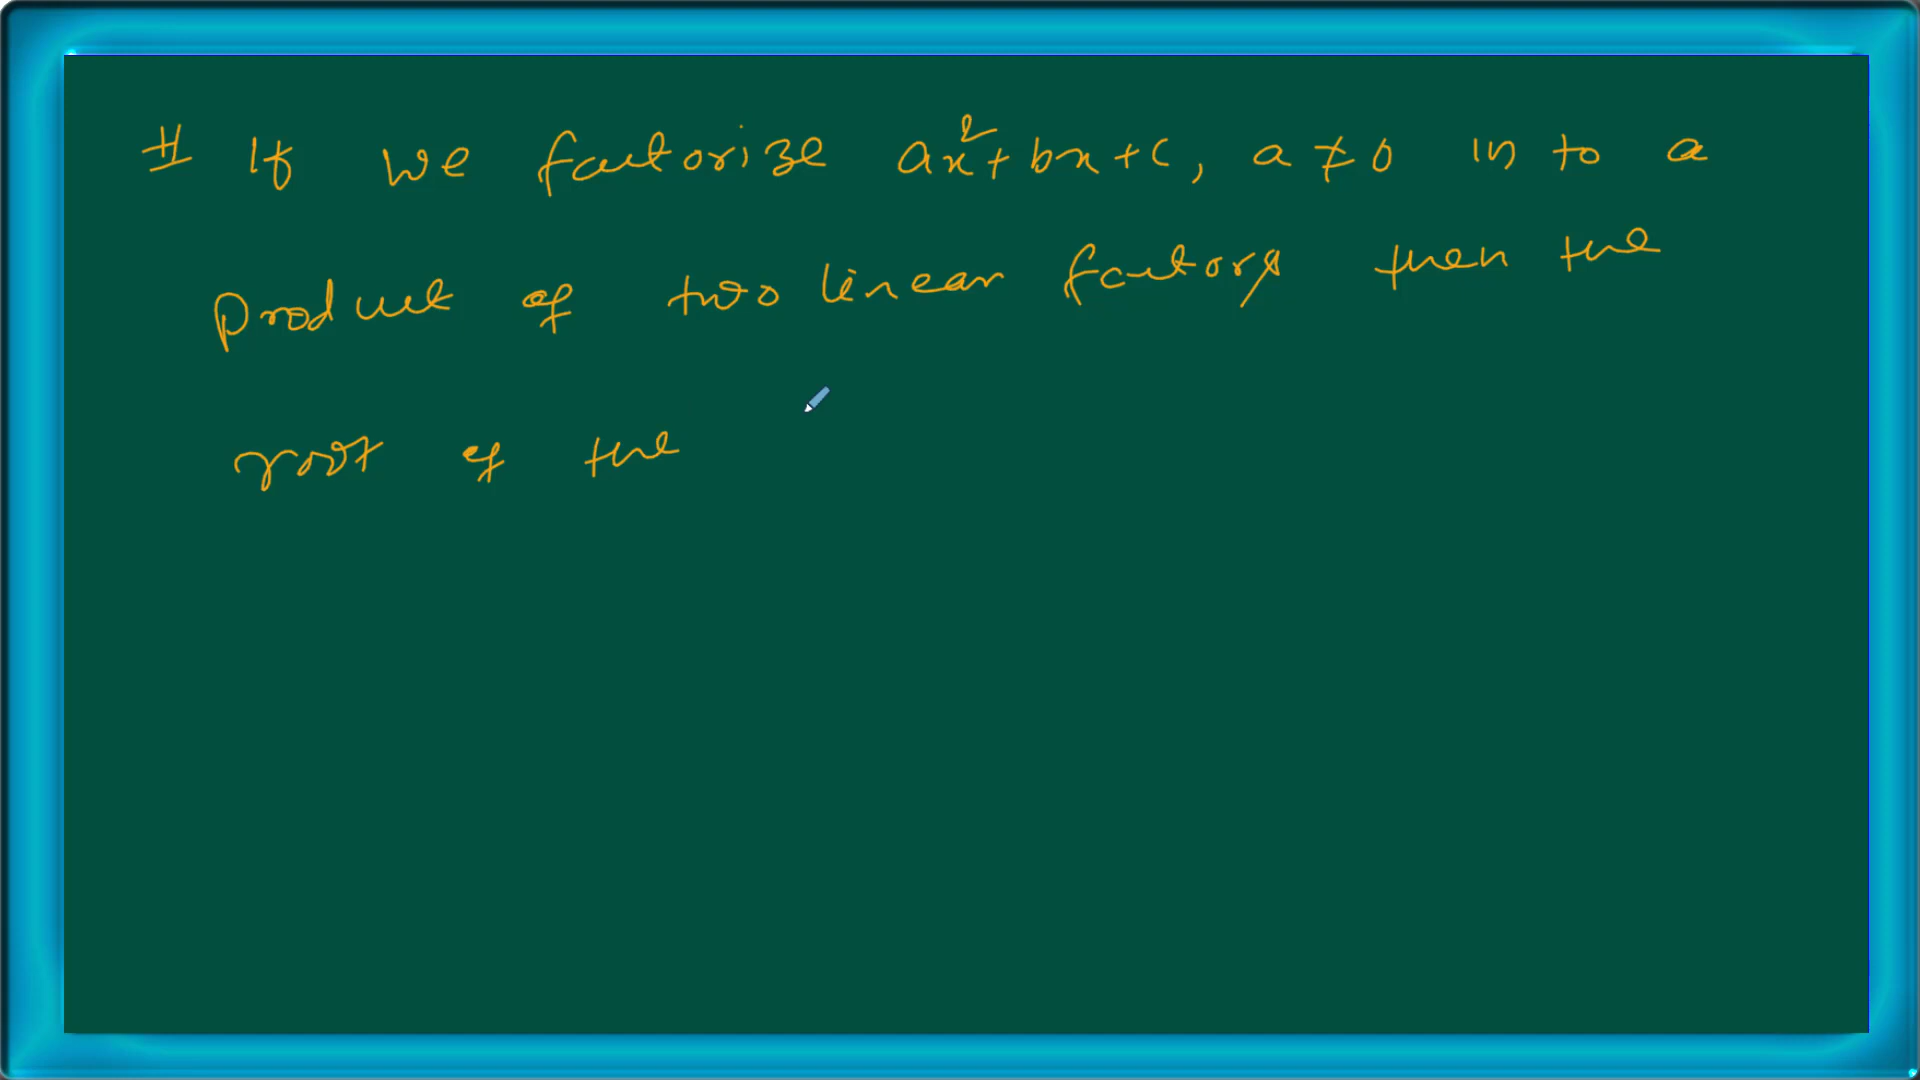 # If we factorize ax²+bx+c, a≠0 in to a
product of two linear factors then the
root of the